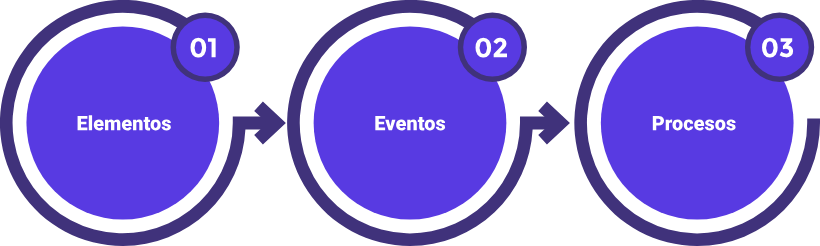 01
Elementos
02
Eventos
03
Procesos